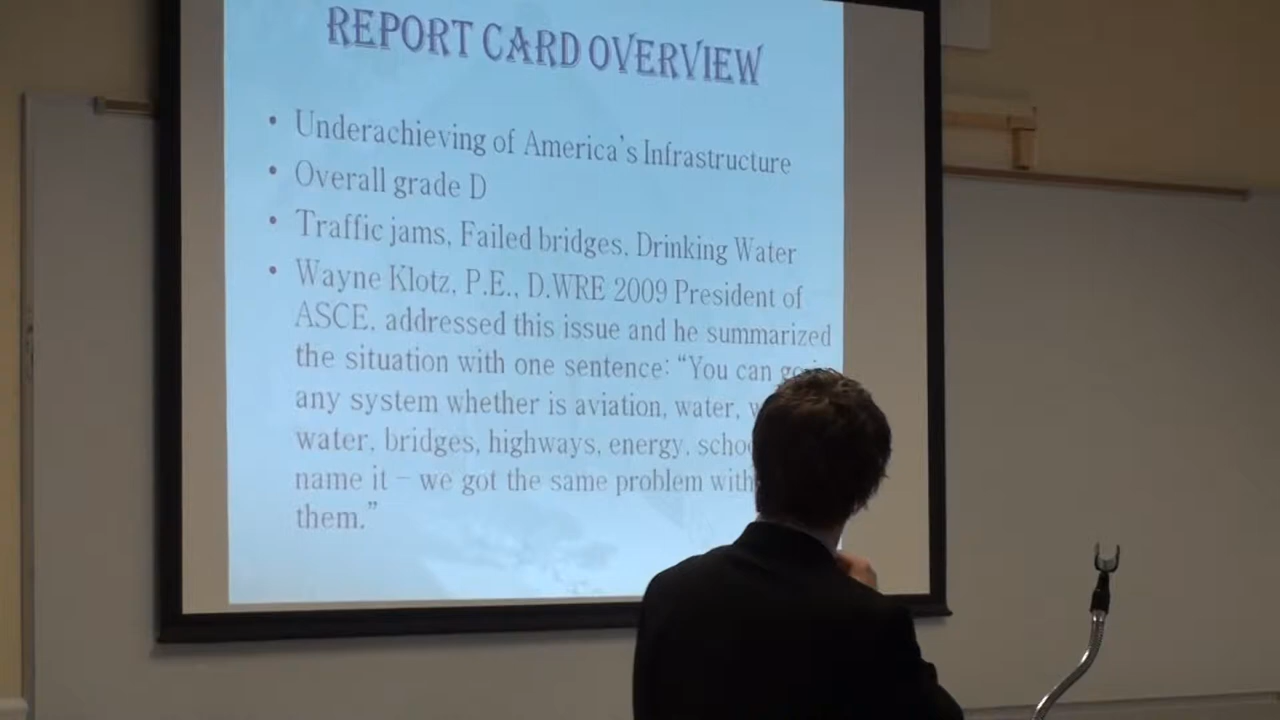 REPORT CARD OVERVIEW
• Underachieving of America's Infrastructure
• Overall grade D
• Traffic jams, Failed bridges, Drinking Water
• Wayne Klotz, P.E., D.WRE 2009 President of
ASCE, addressed this issue and he summarized
the situation with one sentence: “You can
any system whether is aviation, water,
water, bridges, highways, energy,
name it – we got the same problem with
them.”